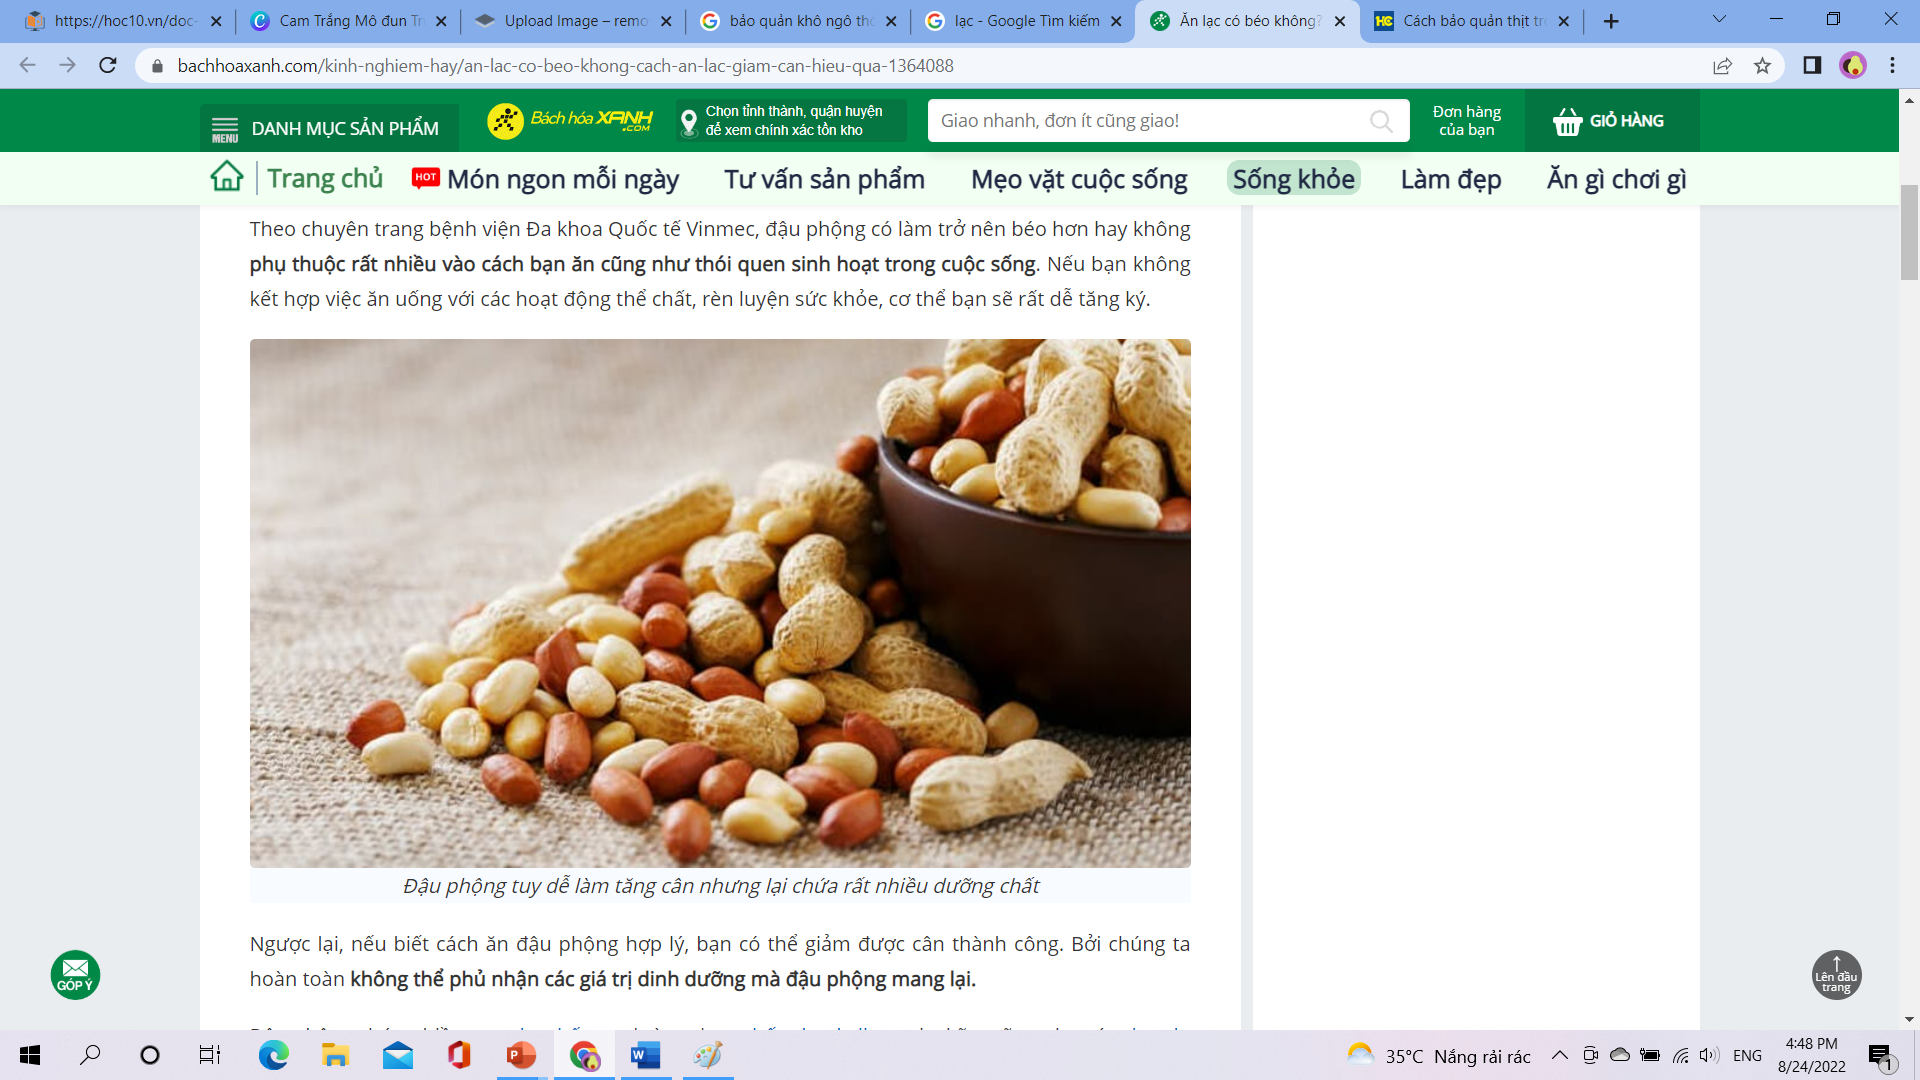 https://hoc10.vn/doc-
Cam Trắng Mô đun Tr
Upload Image – remo
bảo quản khô ngô th
lạc - Google Tìm kiếm
Ăn lạc có béo không?
Cách bảo quản thịt tr
bachhoaxanh.com/kinh-nghiem-hay/an-lac-co-beo-khong-cach-an-lac-giam-can-hieu-qua-1364088
MENU
DANH MỤC SẢN PHẨM
Bách hóa XANH
.COM
Chọn tỉnh thành, quận huyện
để xem chính xác tồn kho
Giao nhanh, đơn ít cũng giao!
Đơn hàng
của bạn
GIỎ HÀNG
Trang chủ
HOT
Món ngon mỗi ngày
Tư vấn sản phẩm
Mẹo vặt cuộc sống
Sống khỏe
Làm đẹp
Ăn gì chơi gì
Theo chuyên trang bệnh viện Đa khoa Quốc tế Vinmec, đậu phộng có làm trở nên béo hơn hay không
phụ thuộc rất nhiều vào cách bạn ăn cũng như thói quen sinh hoạt trong cuộc sống. Nếu bạn không
kết hợp việc ăn uống với các hoạt động thể chất, rèn luyện sức khỏe, cơ thể bạn sẽ rất dễ tăng ký.
Đậu phộng tuy dễ làm tăng cân nhưng lại chứa rất nhiều dưỡng chất
Ngược lại, nếu biết cách ăn đậu phộng hợp lý, bạn có thể giảm được cân thành công. Bởi chúng ta
hoàn toàn không thể phủ nhận các giá trị dinh dưỡng mà đậu phộng mang lại.
GÓP Ý
Lên đầu
trang
35°C Nắng rải rác
ENG
4:48 PM
8/24/2022
1